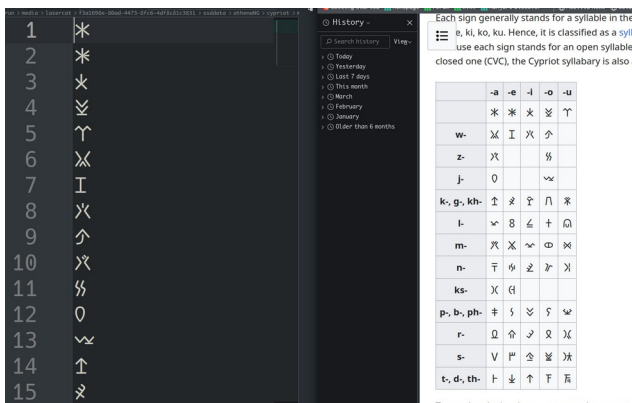 1 𐠀
2 𐠁
3 𐠂
4 𐠃
5 𐠄
6 𐠲
7 𐠳
8 𐠴
9 𐠵
10 𐠼
11 𐠿
12 𐠅
13 𐠈
14 𐠊
15 𐠋
History
Search history View
Today
Yesterday
Last 7 days
This month
March
February
January
Older than 6 months
Each sign generally stands for a syllable in the
ki, ko, ku. Hence, it is classified as a
use each sign stands for an open syllable
closed one (CVC), the Cypriot syllabary is also
-a -e -i -o -u
𐠀 𐠁 𐠂 𐠃 𐠄
w- 𐠲 𐠳 𐠴 𐠵
z- 𐠼 𐠿
j- 𐠅 𐠈
k-, g-, kh- 𐠊 𐠋 𐠌 𐠍 𐠎
l- 𐠏 𐠐 𐠑 𐠒 𐠓
m- 𐠔 𐠕 𐠖 𐠗 𐠘
n- 𐠙 𐠚 𐠛 𐠜 𐠝
ks- 𐠷 𐠸
p-, b-, ph- 𐠞 𐠟 𐠠 𐠡 𐠢
r- 𐠣 𐠤 𐠥 𐠦 𐠧
s- 𐠨 𐠩 𐠪 𐠫 𐠬
t-, d-, th- 𐠭 𐠮 𐠯 𐠰 𐠱